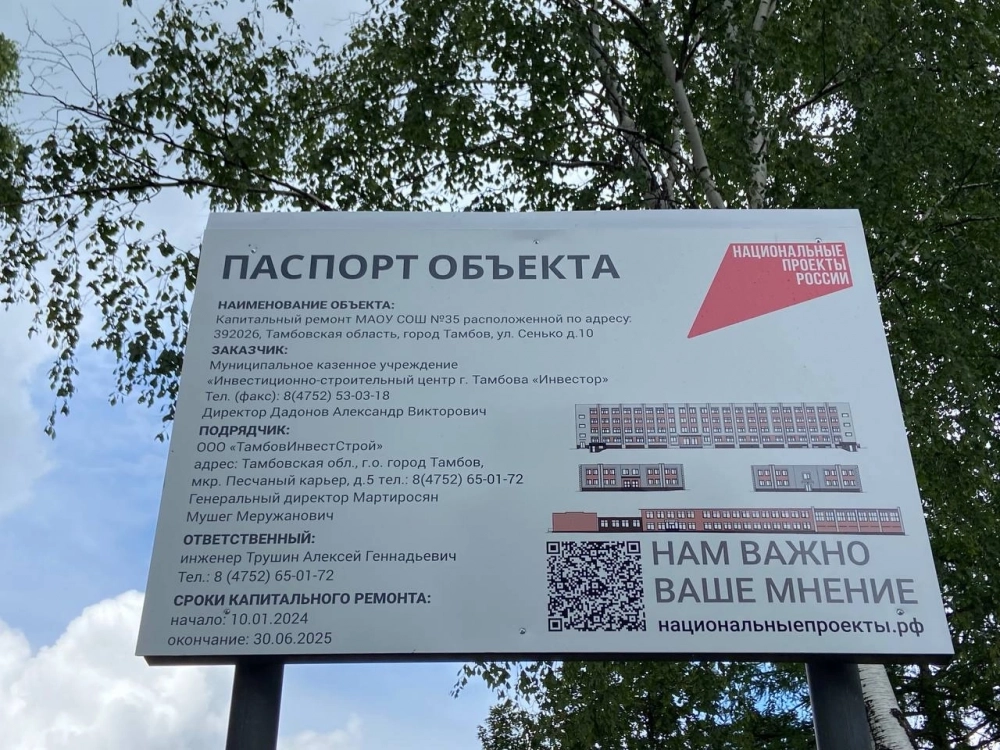 ПАСПОРТ ОБЪЕКТА
НАЦИОНАЛЬНЫЕ
ПРОЕКТЫ
РОССИИ
НАИМЕНОВАНИЕ ОБЪЕКТА:
Капитальный ремонт МАОУ СОШ №35 расположенной по адресу:
392026, Тамбовская область, город Тамбов, ул. Сенько д.10
ЗАКАЗЧИК:
Муниципальное казенное учреждение
«Инвестиционно-строительный центр г. Тамбова «Инвестор»
Тел. (факс): 8(4752) 53-03-18
Директор Дадонов Александр Викторович
ПОДРЯДЧИК:
ООО «ТамбовИнвестСтрой»
адрес: Тамбовская обл., г.о. город Тамбов,
мкр. Песчаный карьер, д.5 тел.: 8(4752) 65-01-72
Генеральный директор Мартиросян
Мушег Меружанович
ОТВЕТСТВЕННЫЙ:
инженер Трушин Алексей Геннадьевич
Тел.: 8 (4752) 65-01-72
СРОКИ КАПИТАЛЬНОГО РЕМОНТА:
начало: 10.01.2024
окончание: 30.06.2025
НАМ ВАЖНО
ВАШЕ МНЕНИЕ
национальныепроекты.рф